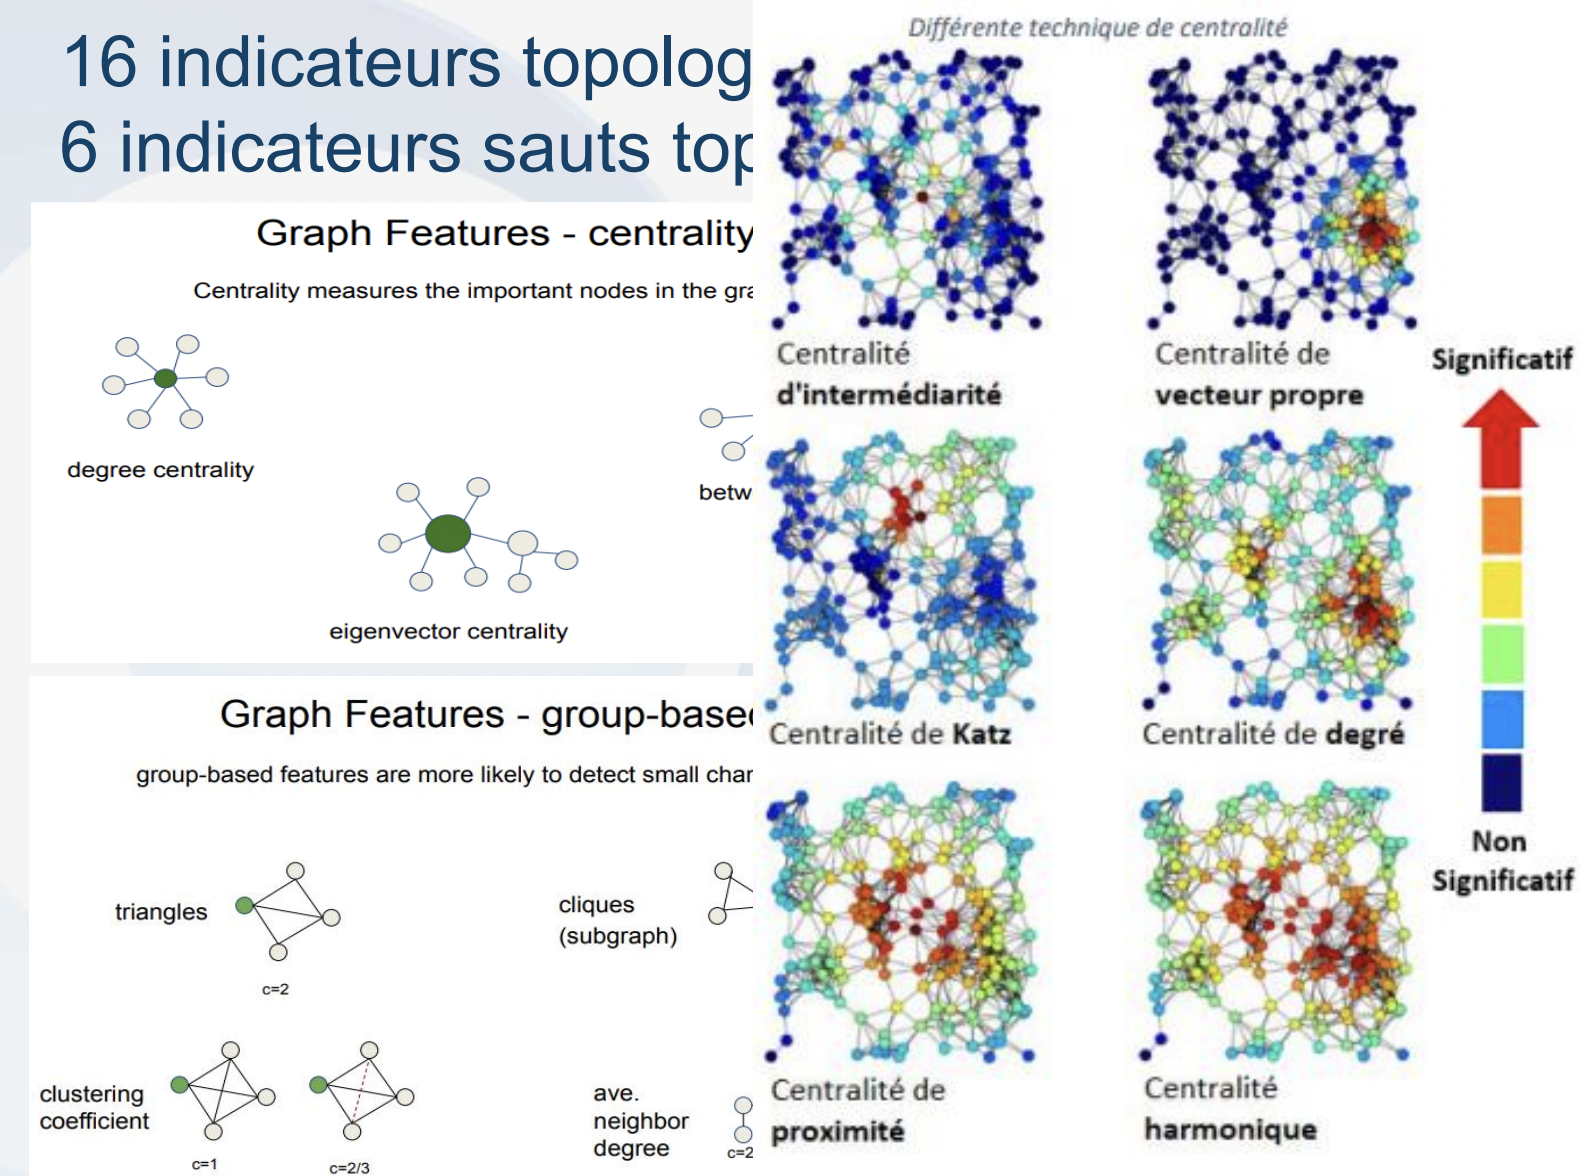 16 indicateurs topolog
6 indicateurs sauts top
Graph Features - centrality
Centrality measures the important nodes in the gra
degree centrality
eigenvector centrality
betw
Graph Features - group-based
group-based features are more likely to detect small char
triangles
c=2
cliques
(subgraph)
clustering
coefficient
c=1
c=2/3
ave.
neighbor
degree
c=2
Différente technique de centralité
Centralité
d'intermédiarité
Centralité de
vecteur propre
Centralité de Katz
Centralité de degré
Centralité de
proximité
Centralité
harmonique
Significatif
Non
Significatif